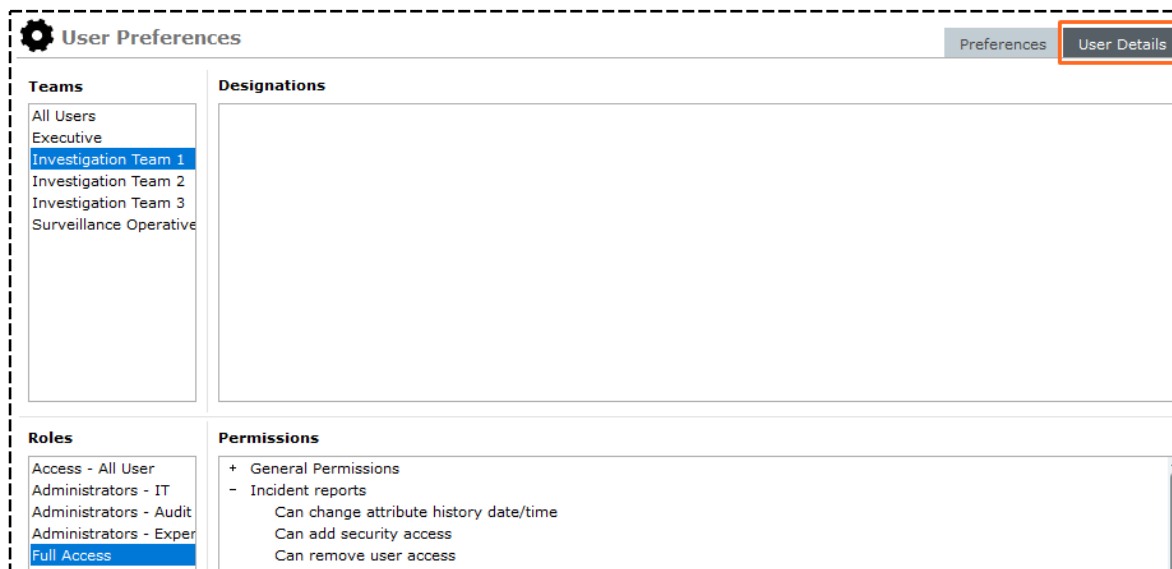 User Preferences
Preferences
User Details
Teams
Designations
All Users
Executive
Investigation Team 1
Investigation Team 2
Investigation Team 3
Surveillance Operative
Roles
Permissions
Access - All User
+ General Permissions
Administrators - IT
- Incident reports
Administrators - Audit
Can change attribute history date/time
Administrators - Exper
Can add security access
Full Access
Can remove user access